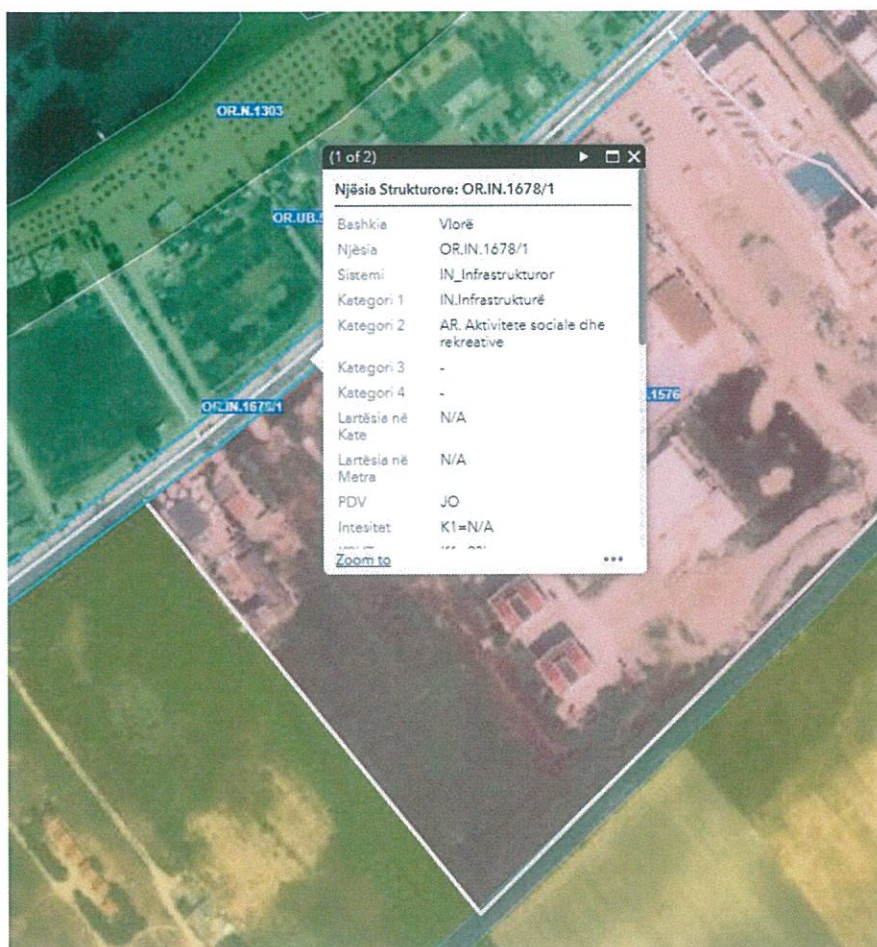 OR.N.1303
(1 of 2)
Njësia Strukturore: OR.IN.1678/1
OR.UB.5
Bashkia Vlorë
Njësia OR.IN.1678/1
Sistemi IN_Infrastrukturor
Kategori 1 IN.Infrastrukturë
Kategori 2 AR. Aktivitete sociale dhe
rekreative
Kategori 3 -
.1576
Kategori 4 -
OR.IN.1678/1
Lartësia në N/A
Kate
Lartësia në N/A
Metra
PDV JO
Intesitet K1=N/A
Zoom to